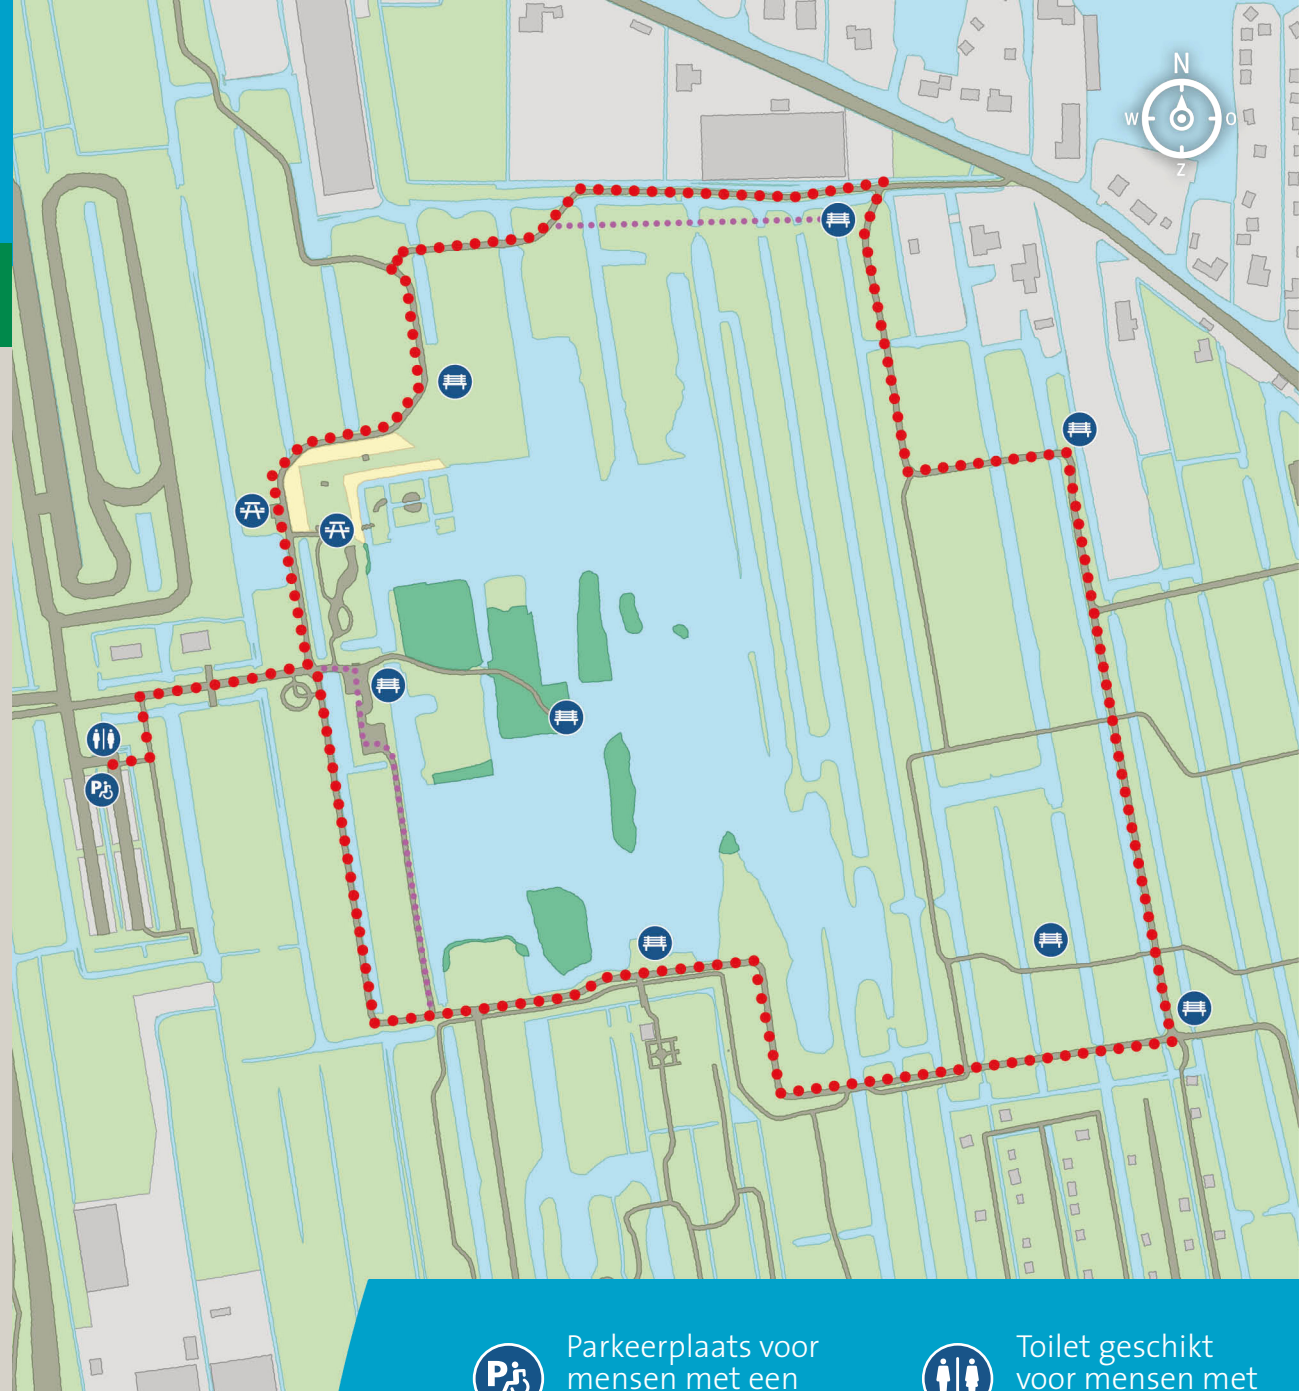 N
W O
Z
P
Parkeerplaats voor
mensen met een
P
Toilet geschikt
voor mensen met